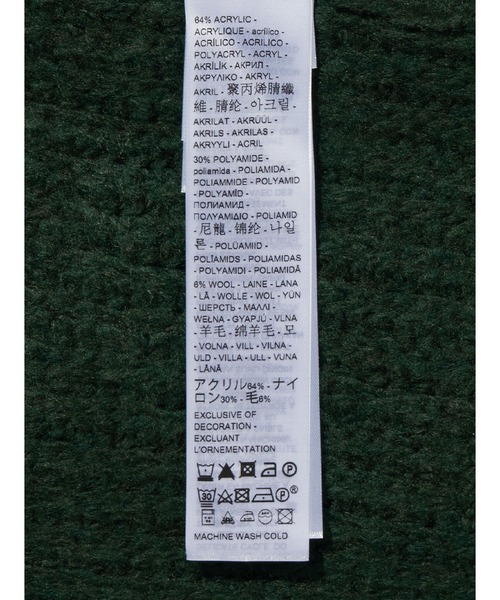 64% ACRYLIC -
ACRYLIQUE - acrílico -
ACRÍLICO - ACRILICO -
POLYACRYL - ACRYL -
AKRİLİK - АКРИЛ -
ΑΚΡΥΛΙΚΟ - AKRYL -
AKRIL - 聚丙烯腈纖
維 - 腈纶 - 아크릴 -
AKRILAT - AKRÜÜL -
AKRILS - AKRILAS -
AKRYYLI - ACRIL
30% POLYAMIDE -
poliamida - POLIAMIDA -
POLIAMMIDE - POLYAMID
- POLYAMİD -
ПОЛИАМИД -
ΠΟΛΥΑΜΙΔΙΟ - POLIAMID
- 尼龍 - 锦纶 - 나일
론 - POLÜAMIID -
POLĪAMIDS - POLIAMIDAS
- POLYAMIDI - POLIAMIDĂ
6% WOOL - LAINE - LANA
- LÃ - WOLLE - WOL - YÜN
- ШЕРСТЬ - ΜΑΛΛΙ -
WEŁNA - GYAPJÚ - VLNA
- 羊毛 - 绵羊毛 - 모
- VOLNA - VILL - VILNA -
ULD - VILLA - ULL - VUNA
- LÂNĂ
アクリル64% - ナイ
ロン30% - 毛6%
EXCLUSIVE OF
DECORATION -
EXCLUANT
L'ORNEMENTATION
P
30 P ®
MACHINE WASH COLD